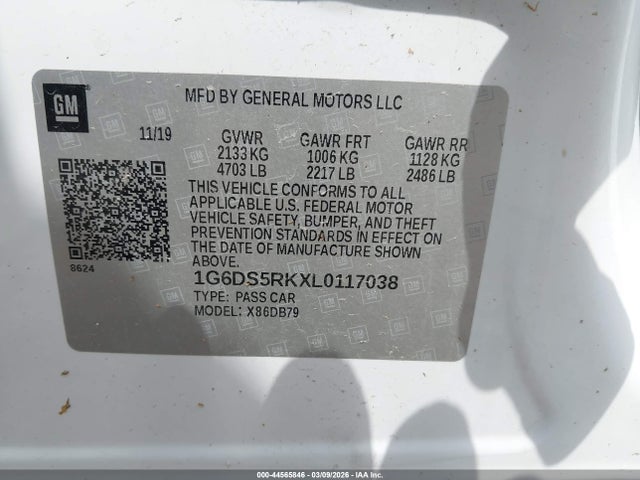 GM
MFD BY GENERAL MOTORS LLC
11/19 GVWR GAWR FRT GAWR RR
2133 KG 1006 KG 1128 KG
4703 LB 2217 LB 2486 LB
THIS VEHICLE CONFORMS TO ALL
APPLICABLE U.S. FEDERAL MOTOR
VEHICLE SAFETY, BUMPER, AND THEFT
PREVENTION STANDARDS IN EFFECT ON
THE DATE OF MANUFACTURE SHOWN
ABOVE.
8624
1G6DS5RKXL0117038
TYPE: PASS CAR
MODEL: X86DB79
000-44565846 - 03/09/2026 - IAAI.COM